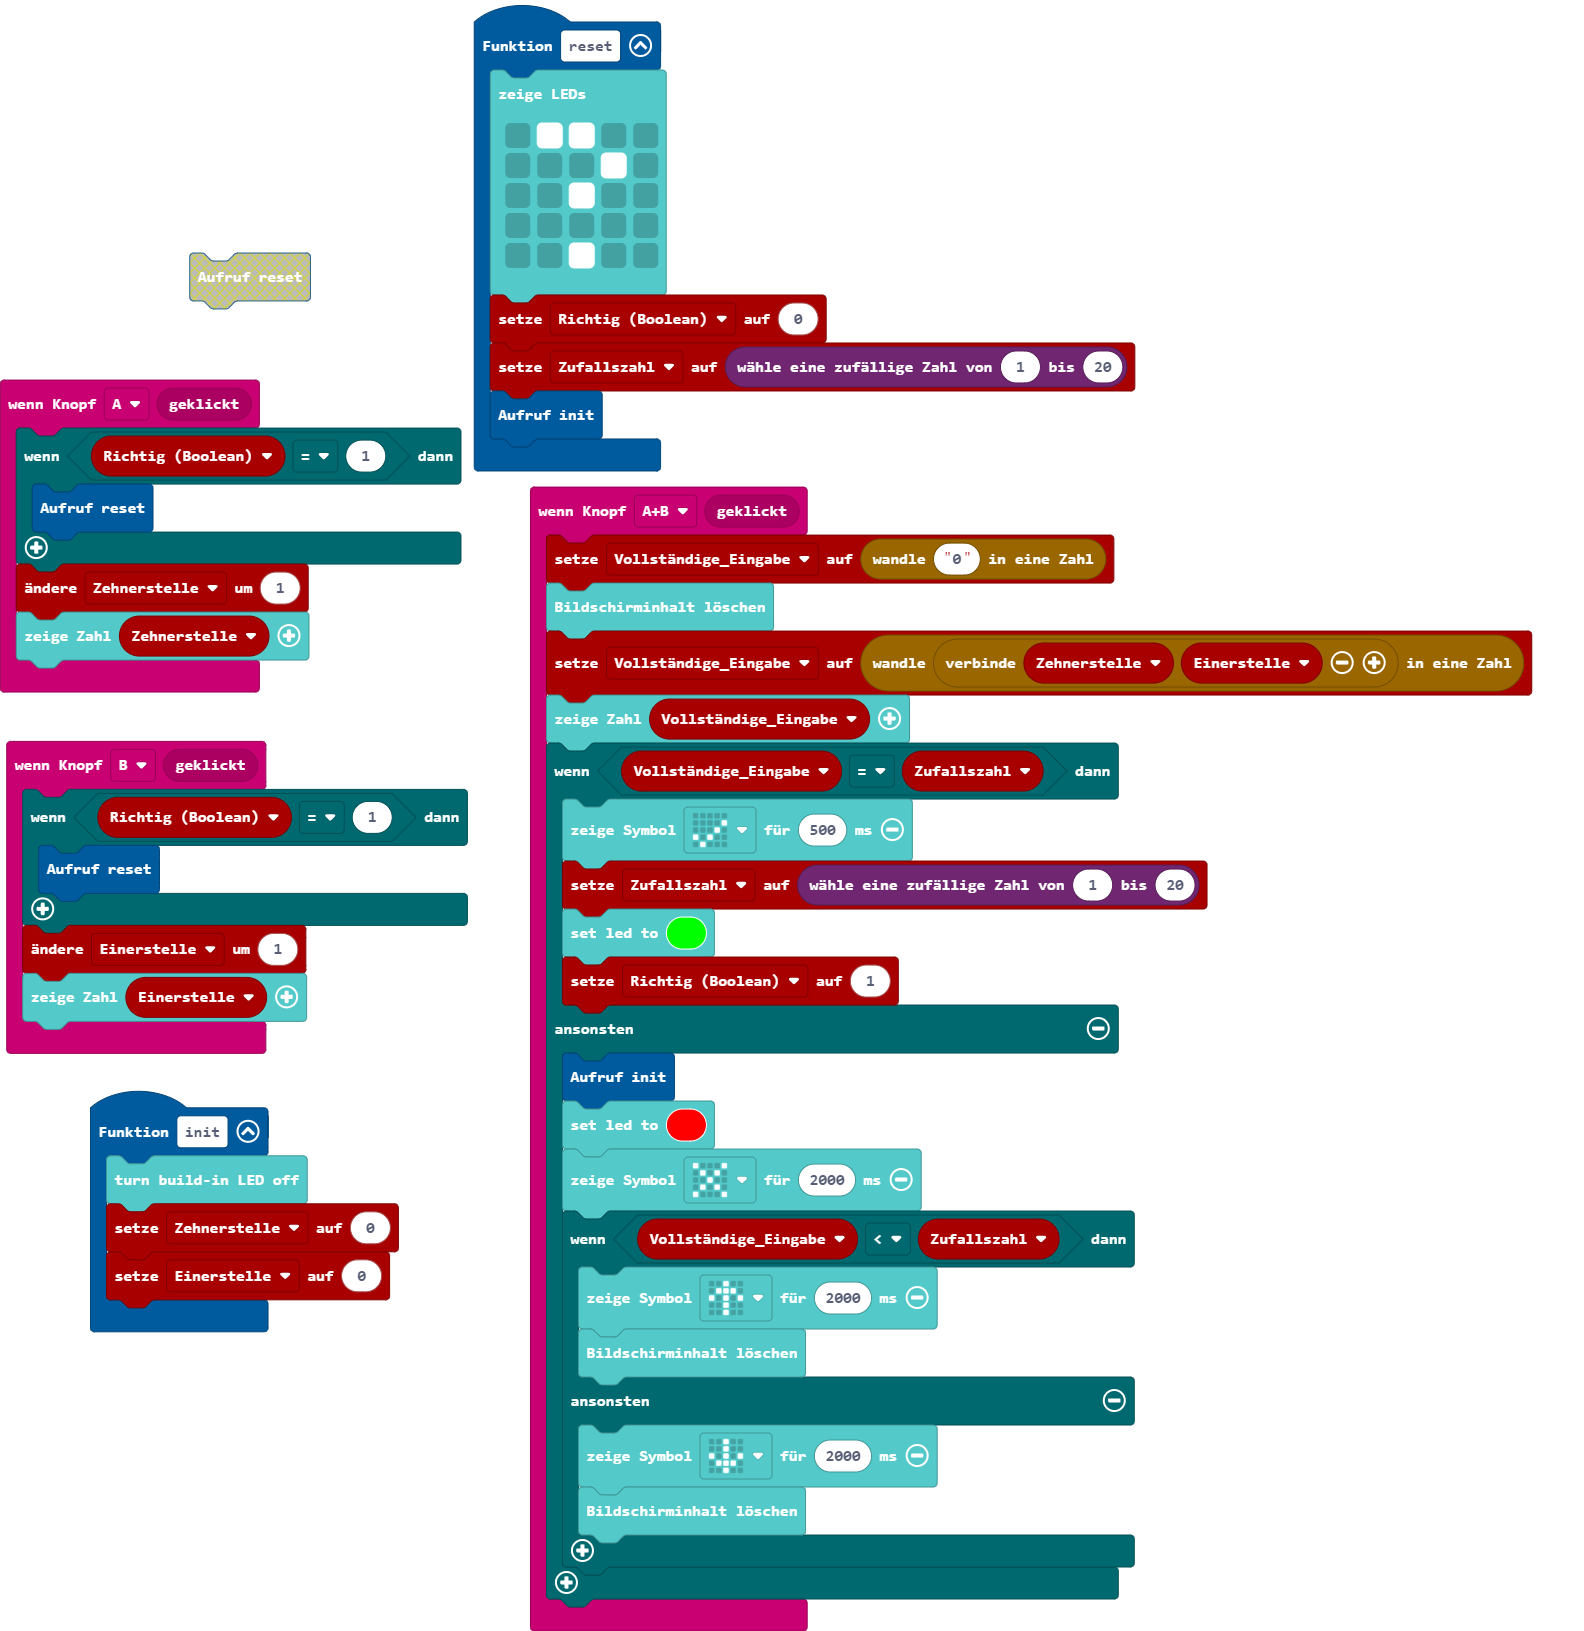 Funktion reset
zeige LEDs
setze Richtig (Boolean) auf 0
setze Zufallszahl auf wähle eine zufällige Zahl von 1 bis 20
Aufruf init
Aufruf reset
wenn Knopf A geklickt
wenn Richtig (Boolean) = 1 dann
Aufruf reset
ändere Zehnerstelle um 1
zeige Zahl Zehnerstelle
wenn Knopf B geklickt
wenn Richtig (Boolean) = 1 dann
Aufruf reset
ändere Einerstelle um 1
zeige Zahl Einerstelle
Funktion init
turn build-in LED off
setze Zehnerstelle auf 0
setze Einerstelle auf 0
wenn Knopf A+B geklickt
setze Vollständige_Eingabe auf wandle "0" in eine Zahl
Bildschirminhalt löschen
setze Vollständige_Eingabe auf wandle verbinde Zehnerstelle Einerstelle in eine Zahl
zeige Zahl Vollständige_Eingabe
wenn Vollständige_Eingabe = Zufallszahl dann
zeige Symbol für 500 ms
setze Zufallszahl auf wähle eine zufällige Zahl von 1 bis 20
set led to
setze Richtig (Boolean) auf 1
ansonsten
Aufruf init
set led to
zeige Symbol für 2000 ms
wenn Vollständige_Eingabe < Zufallszahl dann
zeige Symbol für 2000 ms
Bildschirminhalt löschen
ansonsten
zeige Symbol für 2000 ms
Bildschirminhalt löschen